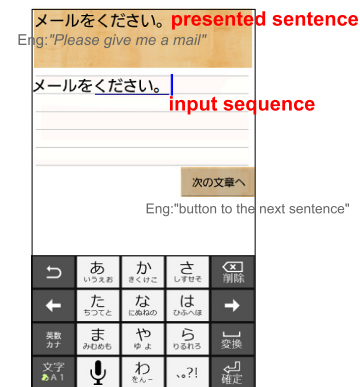 メールをください。 presented sentence
Eng:"Please give me a mail"
メールをください。
input sequence
次の文章へ
Eng:"button to the next sentence"
あ か さ 削除
いうえお きくけこ しすせそ
た な は
ちつてと にぬねの ひふへほ
英数 カナ ま や ら 変換
みむめも ゆ よ りるれろ
文字 わ 、。?! 確定
あA1 をん-